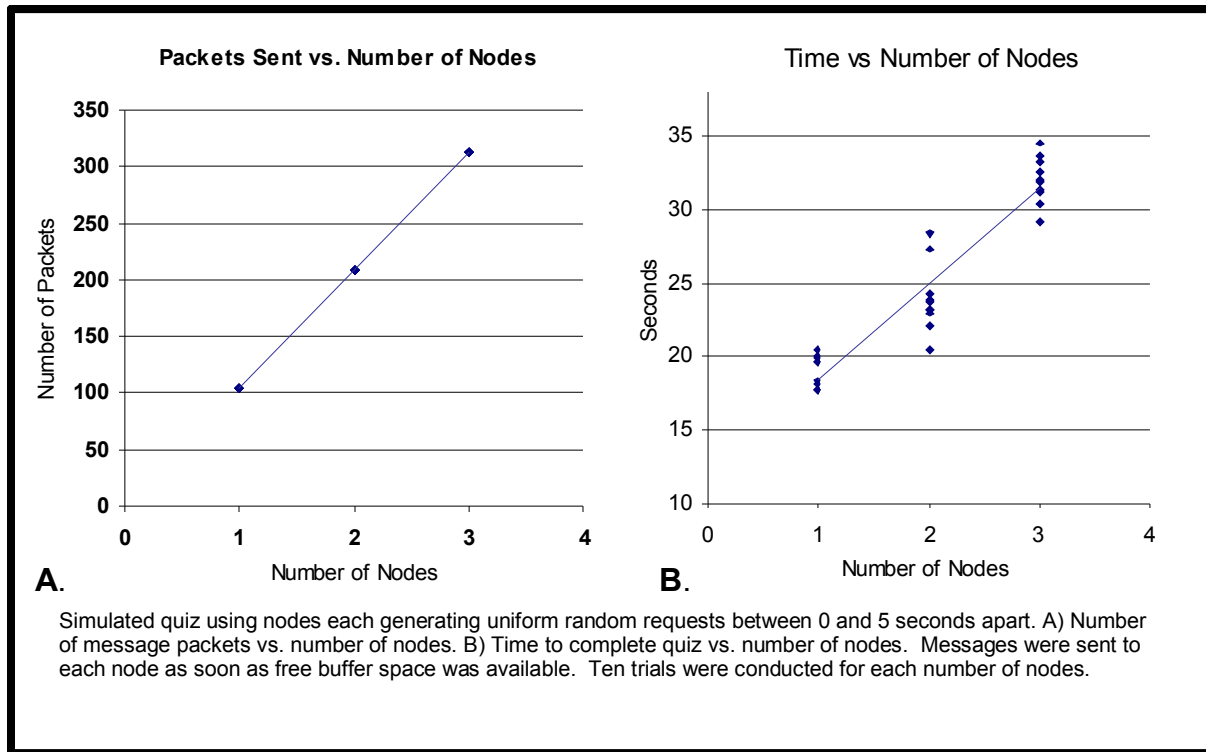 Packets Sent vs. Number of Nodes
350
300
250
200
150
100
50
0
0 1 2 3 4
Number of Packets
Number of Nodes
A.
Time vs Number of Nodes
35
30
25
20
15
10
0 1 2 3 4
Seconds
Number of Nodes
B.
Simulated quiz using nodes each generating uniform random requests between 0 and 5 seconds apart. A) Number
of message packets vs. number of nodes. B) Time to complete quiz vs. number of nodes.  Messages were sent to
each node as soon as free buffer space was available.  Ten trials were conducted for each number of nodes.